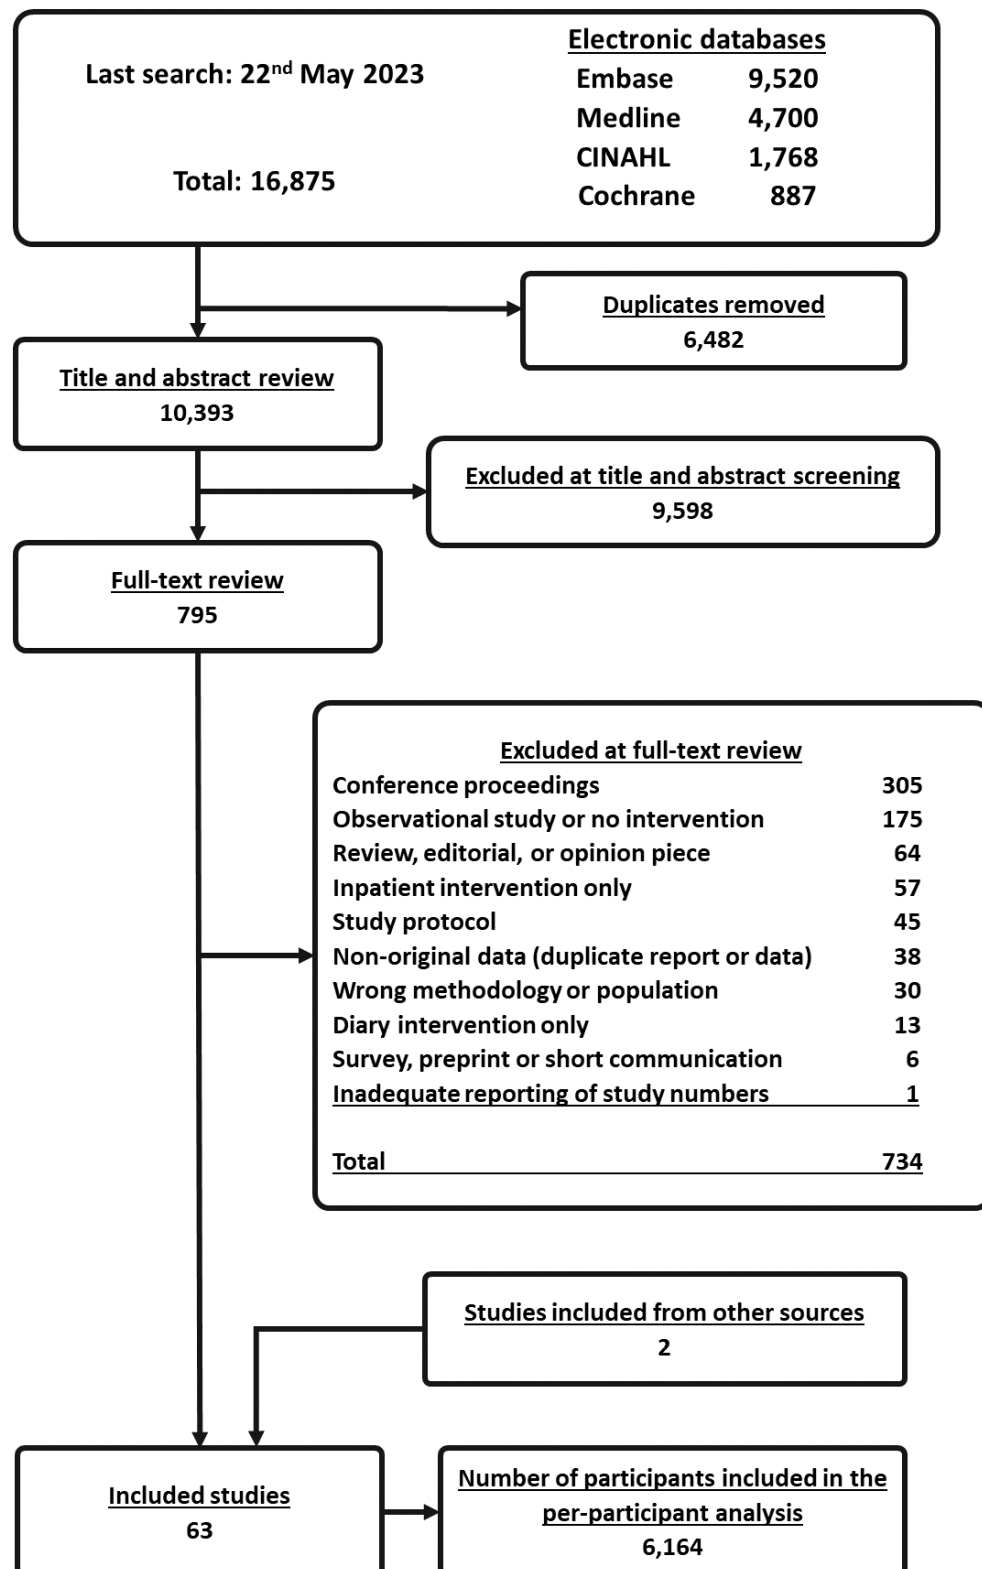 Last search: 22nd May 2023
Total: 16,875
Electronic databases
Embase 9,520
Medline 4,700
CINAHL 1,768
Cochrane 887
Duplicates removed
6,482
Title and abstract review
10,393
Excluded at title and abstract screening
9,598
Full-text review
795
Excluded at full-text review
Conference proceedings 305
Observational study or no intervention 175
Review, editorial, or opinion piece 64
Inpatient intervention only 57
Study protocol 45
Non-original data (duplicate report or data) 38
Wrong methodology or population 30
Diary intervention only 13
Survey, preprint or short communication 6
Inadequate reporting of study numbers 1
Total 734
Studies included from other sources
2
Included studies
63
Number of participants included in the
per-participant analysis
6,164